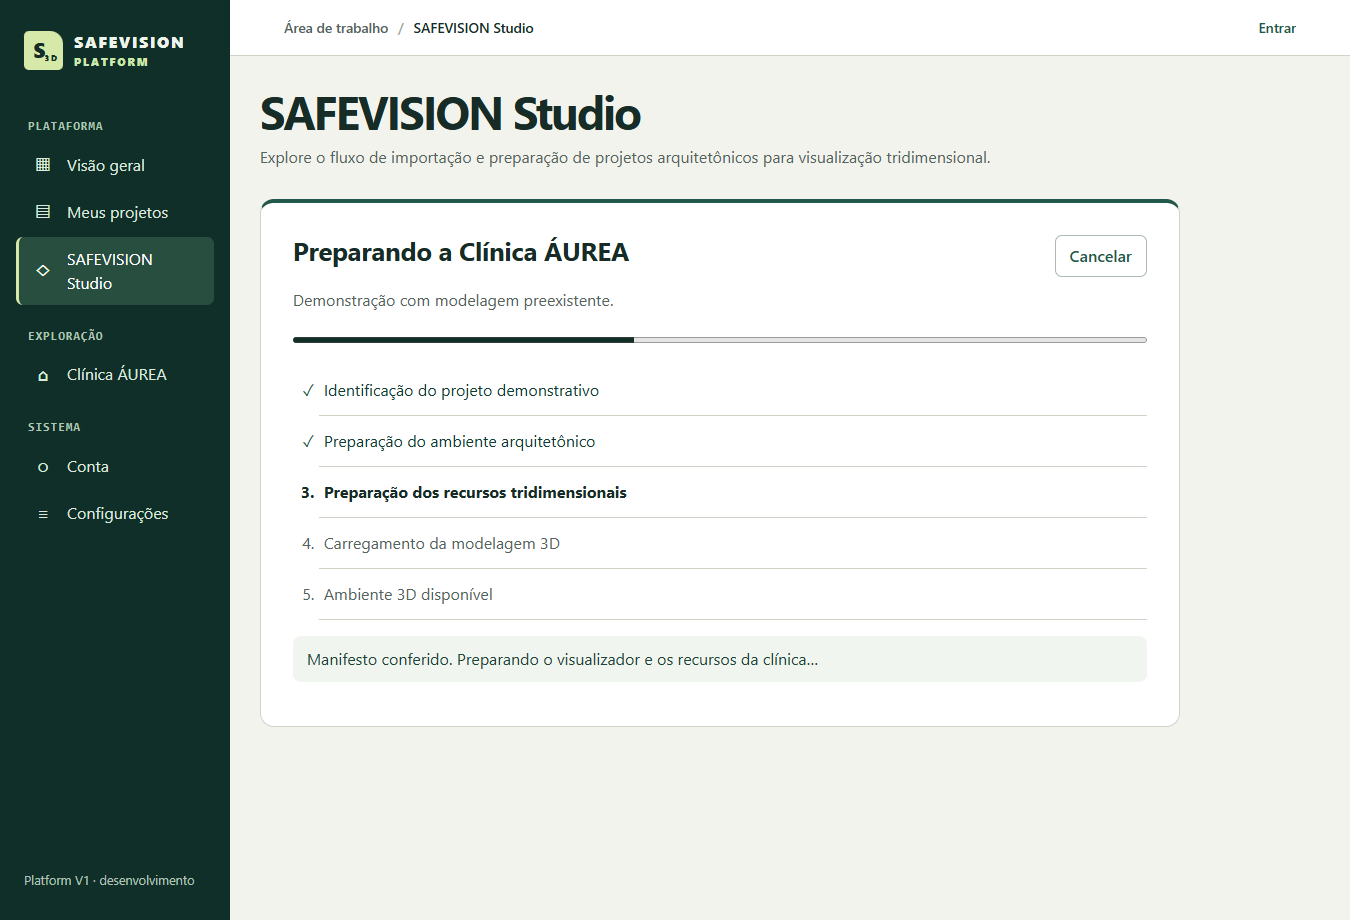 S3D
SAFEVISION
PLATFORM
PLATAFORMA
Visão geral
Meus projetos
SAFEVISION
Studio
EXPLORAÇÃO
Clínica ÁUREA
SISTEMA
Conta
Configurações
Platform V1 · desenvolvimento
Área de trabalho / SAFEVISION Studio
Entrar
SAFEVISION Studio
Explore o fluxo de importação e preparação de projetos arquitetônicos para visualização tridimensional.
Preparando a Clínica ÁUREA
Cancelar
Demonstração com modelagem preexistente.
✓ Identificação do projeto demonstrativo
✓ Preparação do ambiente arquitetônico
3. Preparação dos recursos tridimensionais
4. Carregamento da modelagem 3D
5. Ambiente 3D disponível
Manifesto conferido. Preparando o visualizador e os recursos da clínica...